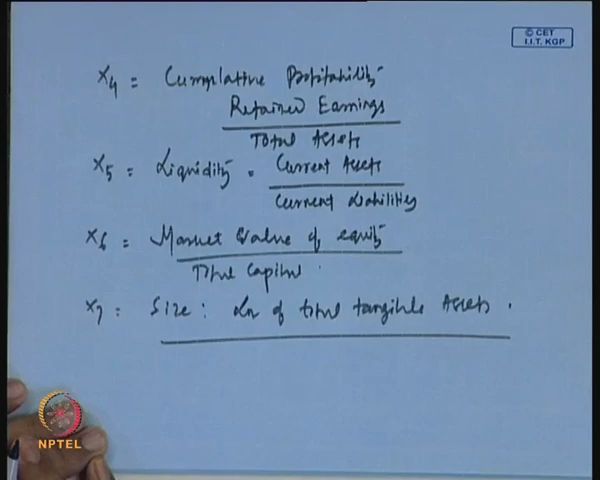 © CET
I.I.T. KGP
X4 = Cumulative Profitability
Retained Earnings
Total Assets
X5 = Liquidity = Current Assets
Current Liabilities
X6 = Market Value of equity
Total Capital
X7 = Size : Ln of total tangible Assets .
NPTEL